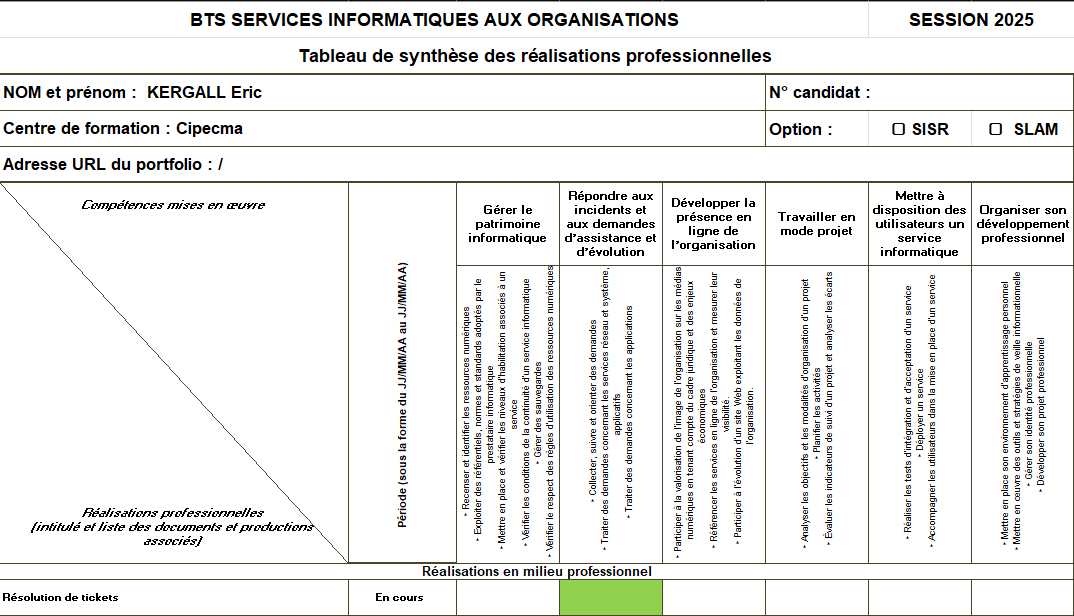 BTS SERVICES INFORMATIQUES AUX ORGANISATIONS SESSION 2025
Tableau de synthèse des réalisations professionnelles
NOM et prénom : KERGALL Eric N° candidat :
Centre de formation : Cipecma Option : ☐ SISR ☐ SLAM
Adresse URL du portfolio : /
Compétences mises en œuvre
Réalisations professionnelles
(intitulé et liste des documents et productions
associés)
Période (sous la forme du JJ/MM/AA au JJ/MM/AA)
Gérer le
patrimoine
informatique
Répondre aux
incidents et
aux demandes
d'assistance et
d'évolution
Développer la
présence en
ligne de
l'organisation
Travailler en
mode projet
Mettre à
disposition des
utilisateurs un
service
informatique
Organiser son
développement
professionnel
‣ Recenser et identifier les ressources numériques
‣ Exploiter des référentiels, normes et standards adoptés par le
prestataire informatique
‣ Mettre en place et vérifier les niveaux d'habilitation associés à un
service
‣ Vérifier les conditions de la continuité d'un service informatique
‣ Gérer des sauvegardes
‣ Vérifier le respect des règles d'utilisation des ressources numériques
‣ Collecter, suivre et orienter des demandes
‣ Traiter des demandes concernant les services réseau et système,
applicatifs
‣ Traiter des demandes concernant les applications
‣ Participer à la valorisation de l'image de l'organisation sur les médias
numériques en tenant compte du cadre juridique et des enjeux
économiques
‣ Référencer les services en ligne de l'organisation et mesurer leur
visibilité.
‣ Participer à l'évolution d'un site Web exploitant les données de
l'organisation.
‣ Analyser les objectifs et les modalités d'organisation d'un projet
‣ Planifier les activités
‣ Évaluer les indicateurs de suivi d'un projet et analyser les écarts
‣ Réaliser les tests d'intégration et d'acceptation d'un service
‣ Déployer un service
‣ Accompagner les utilisateurs dans la mise en place d'un service
‣ Mettre en place son environnement d'apprentissage personnel
‣ Mettre en œuvre des outils et stratégies de veille informationnelle
‣ Gérer son identité professionnelle
‣ Développer son projet professionnel
Réalisations en milieu professionnel
Résolution de tickets En cours